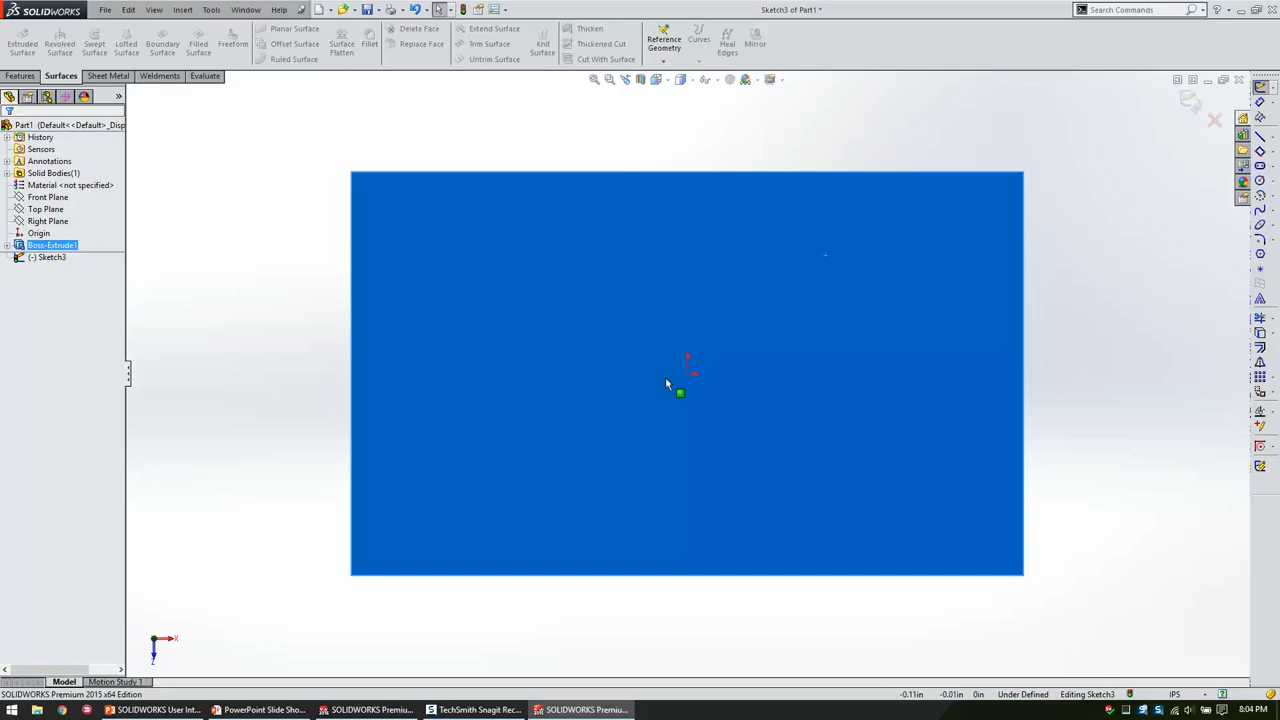 SOLIDWORKS
File Edit View Insert Tools Window Help
Sketch3 of Part1 *
Search Commands
Extruded Surface
Revolved Surface
Swept Surface
Lofted Surface
Boundary Surface
Filled Surface
Freeform
Planar Surface
Offset Surface
Ruled Surface
Surface Flatten
Fillet
Delete Face
Replace Face
Extend Surface
Trim Surface
Untrim Surface
Knit Surface
Thicken
Thickened Cut
Cut With Surface
Reference Geometry
Curves
Heal Edges
Mirror
Features Surfaces Sheet Metal Weldments Evaluate
Part1 (Default<<Default>_Disp
History
Sensors
Annotations
Solid Bodies(1)
Material <not specified>
Front Plane
Top Plane
Right Plane
Origin
Boss-Extrude1
(-) Sketch3
X
Z
Model Motion Study 1
SOLIDWORKS Premium 2015 x64 Edition
-0.11in -0.01in 0in Under Defined Editing Sketch3 IPS
SOLIDWORKS User Int... PowerPoint Slide Sho... SOLIDWORKS Premiu... TechSmith Snagit Rec... SOLIDWORKS Premiu... 8:04 PM